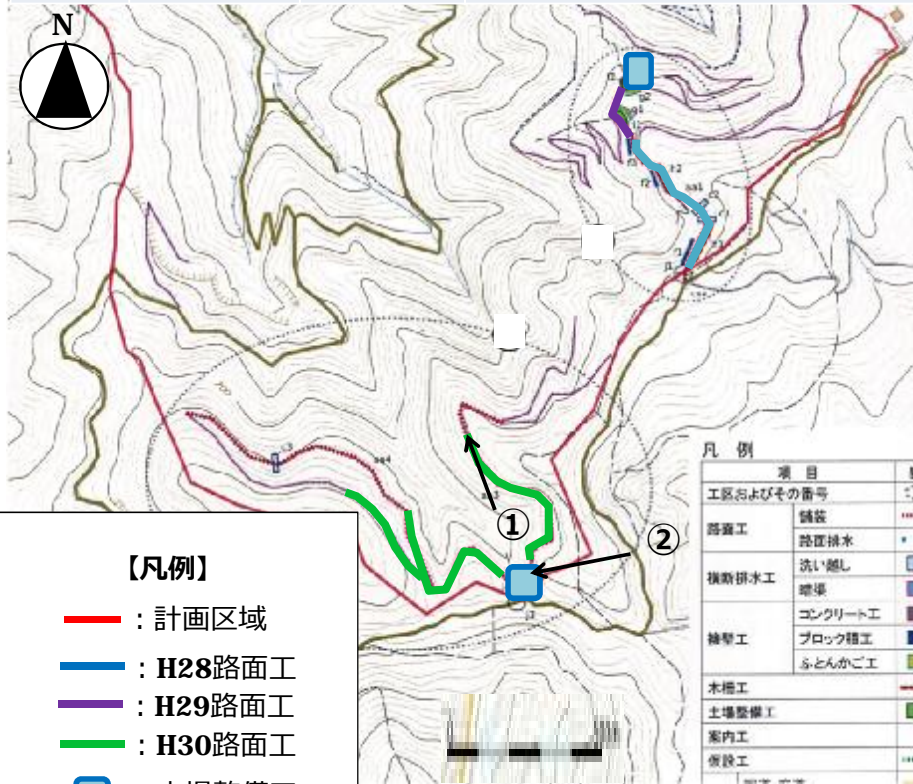 N
①
②
【凡例】
：計画区域
：H28路面工
：H29路面工
：H30路面工
凡 例
項 目
工区およびその番号
路面工
舗装
路面排水
横断排水工
洗い越し
暗渠
擁壁工
コンクリート工
ブロック積工
ふとんかご工
木柵工
土場整備工
案内工
仮設工